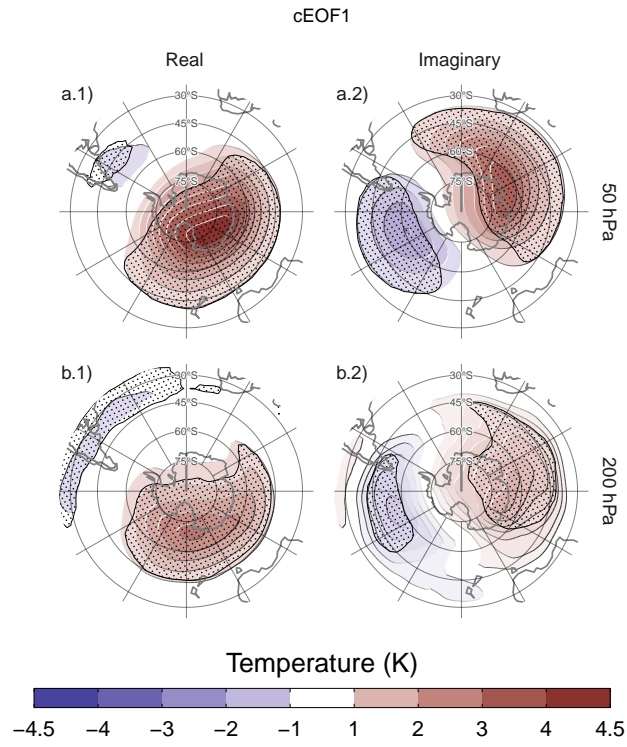 cEOF1
Real
Imaginary
a.1)
30°S
45°S
60°S
75°S
a.2)
30°S
45°S
60°S
75°S
50 hPa
b.1)
30°S
45°S
60°S
75°S
b.2)
30°S
45°S
60°S
75°S
200 hPa
Temperature (K)
−4.5 −4 −3 −2 −1 1 2 3 4 4.5